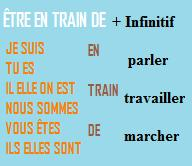 ÊTRE EN TRAIN DE + Infinitif
JE SUIS
TU ES
IL ELLE ON EST
NOUS SOMMES
VOUS ÊTES
ILS ELLES SONT
EN
TRAIN
DE
parler
travailler
marcher